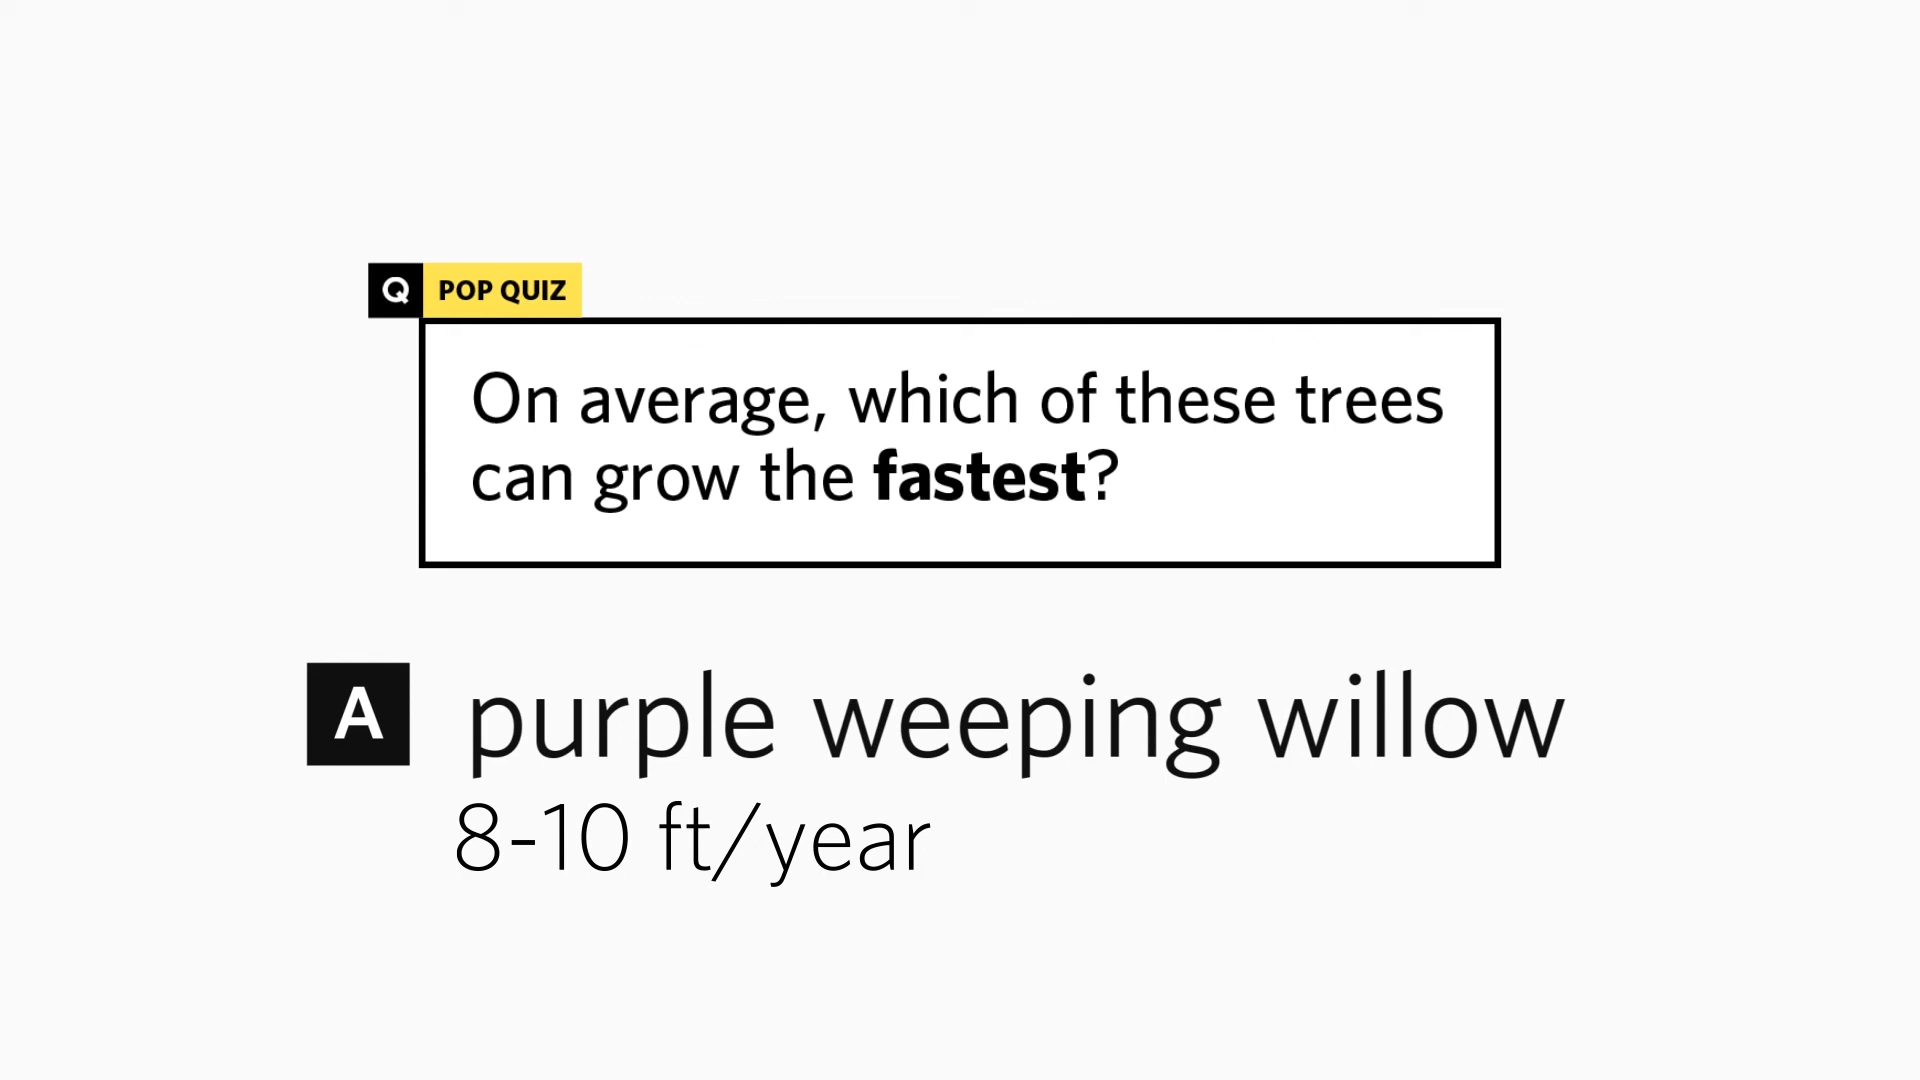 Q POP QUIZ
On average, which of these trees
can grow the fastest?
A purple weeping willow
8-10 ft/year